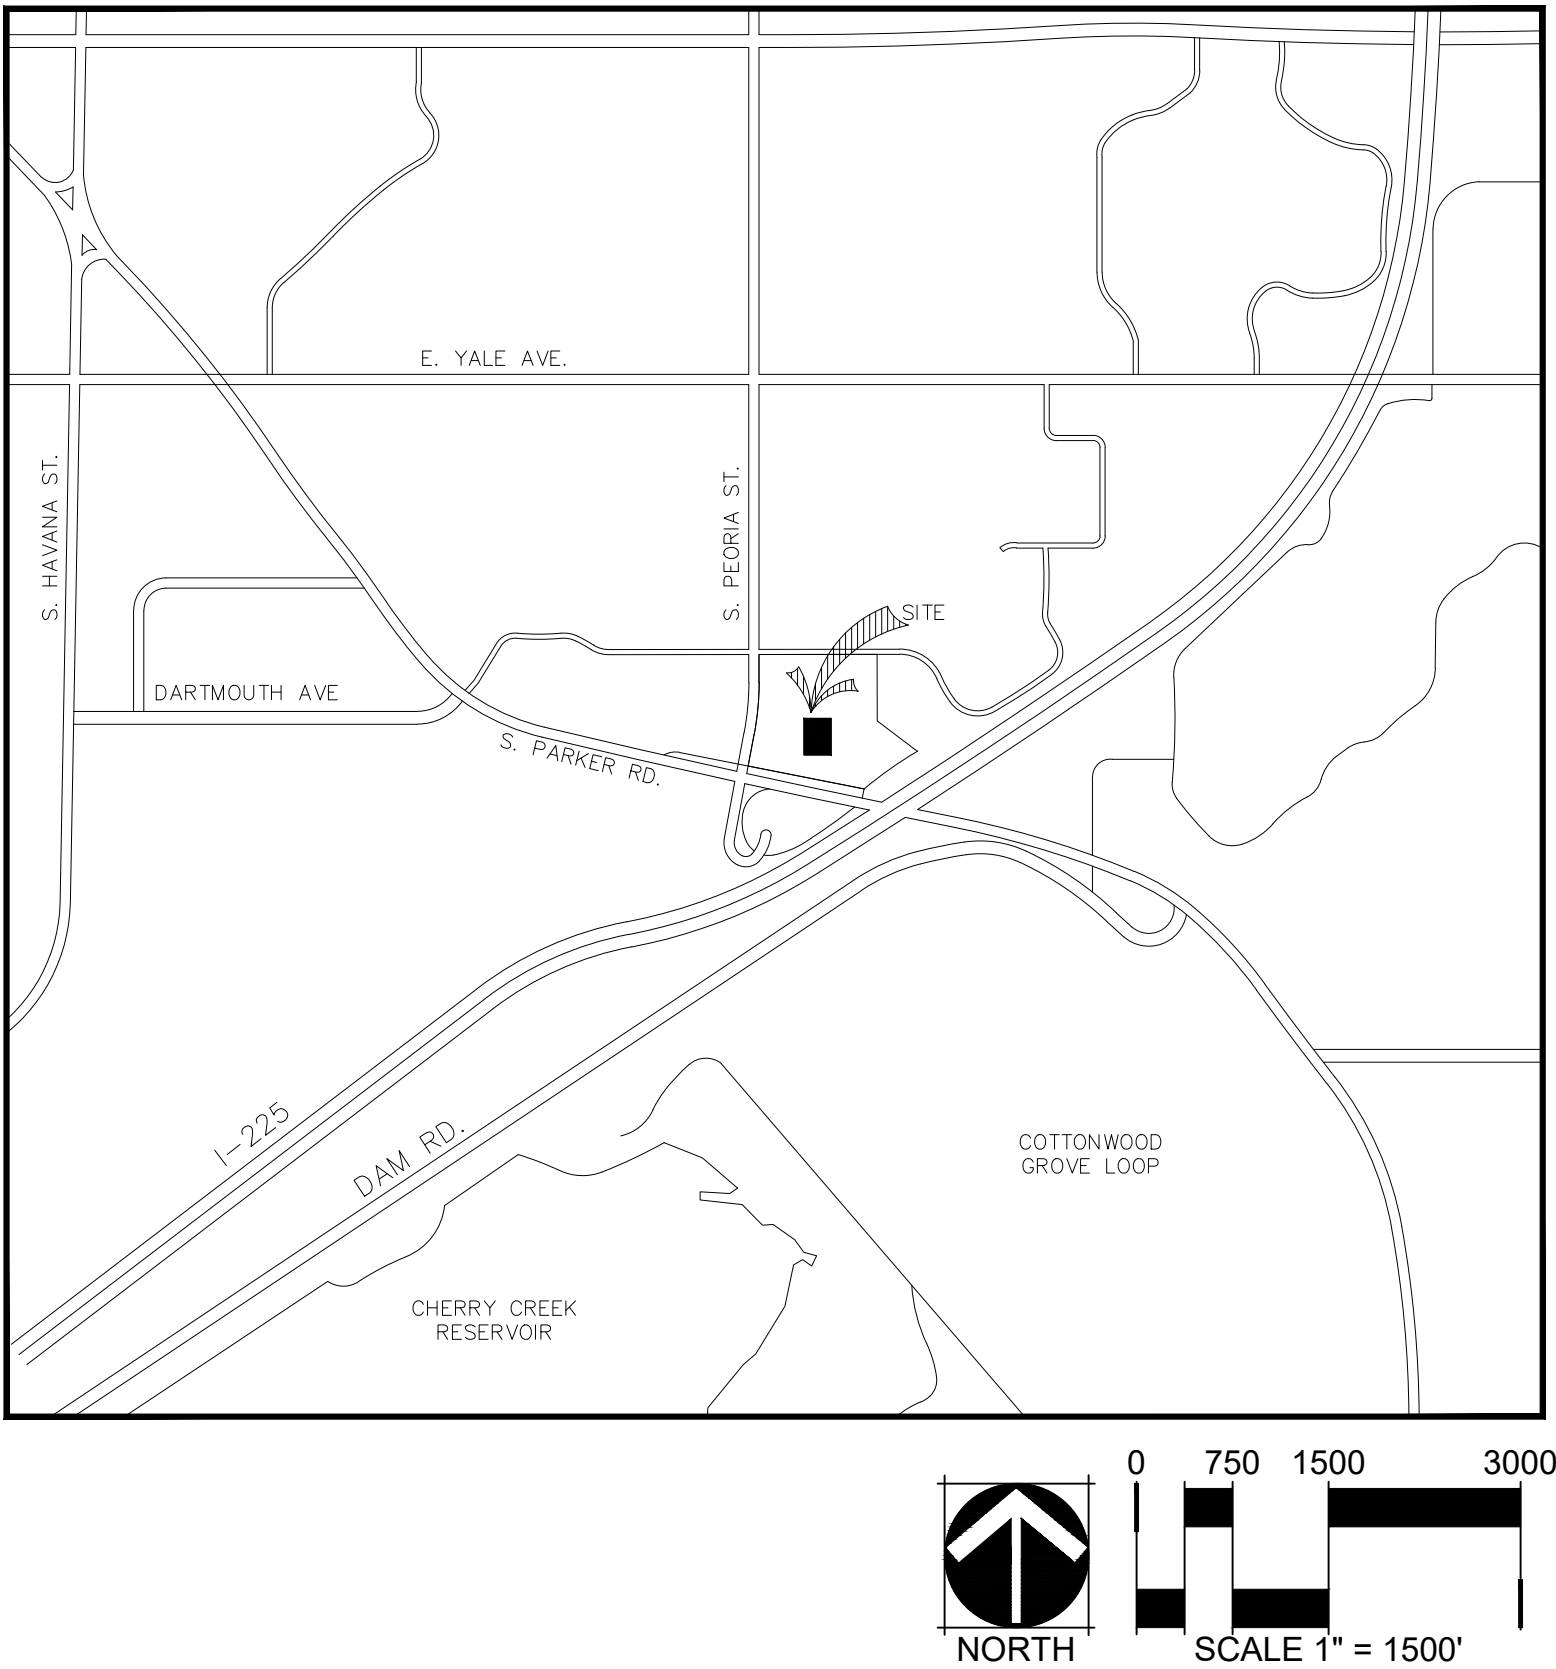 E. YALE AVE.
S. HAVANA ST.
S. PEORIA ST.
SITE
DARTMOUTH AVE
S. PARKER RD.
I-225
DAM RD.
COTTONWOOD
GROVE LOOP
CHERRY CREEK
RESERVOIR
0 750 1500 3000
NORTH
SCALE 1" = 1500'